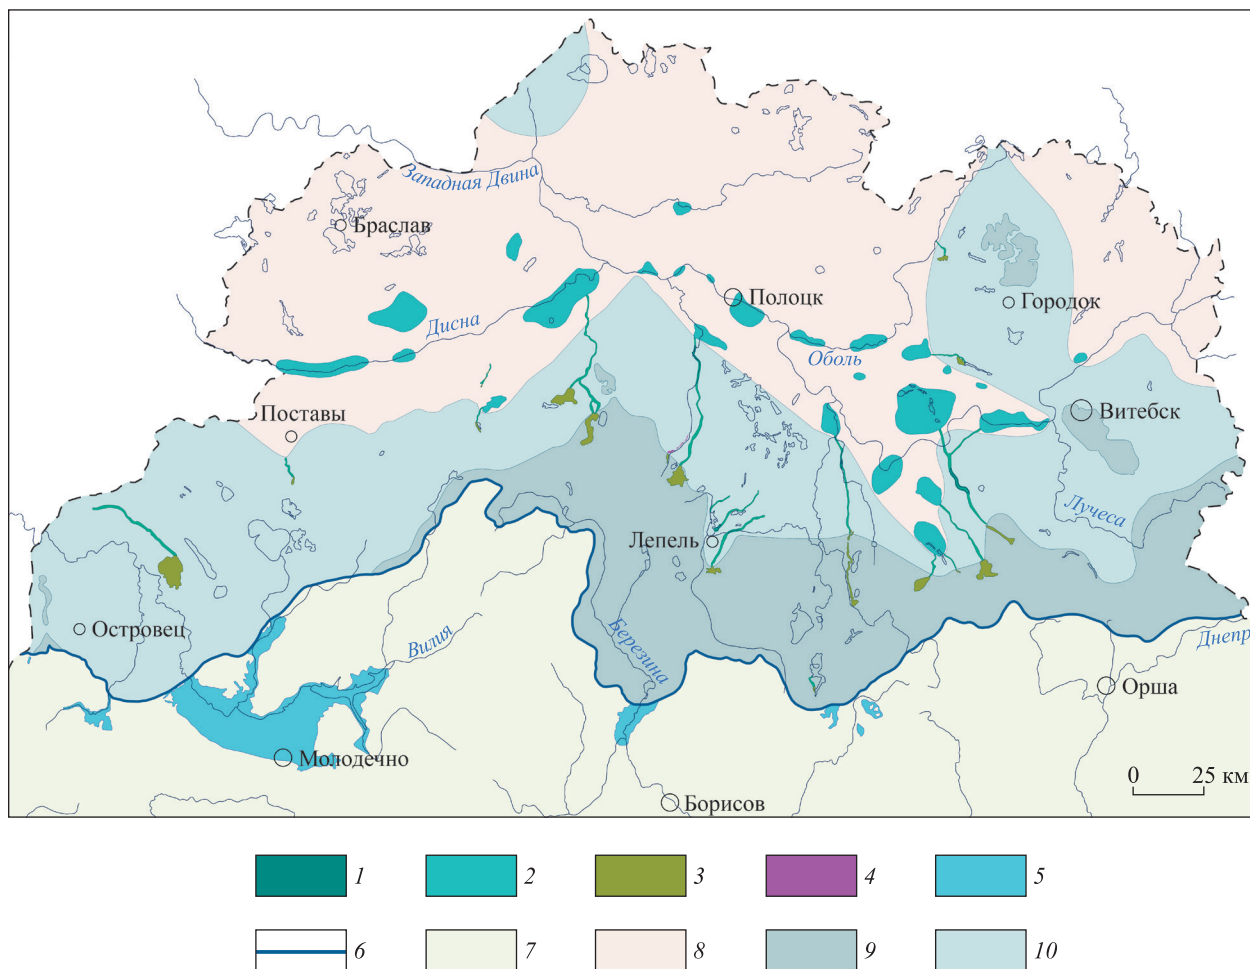 Западная Двина
Браслав
Полоцк
Городок
Дисна
Оболь
Поставы
Витебск
Лучеса
Лепель
Островец
Вилия
Березина
Днепр
Орша
Молодечно
0 25 км
Борисов
1 2 3 4 5
6 7 8 9 10